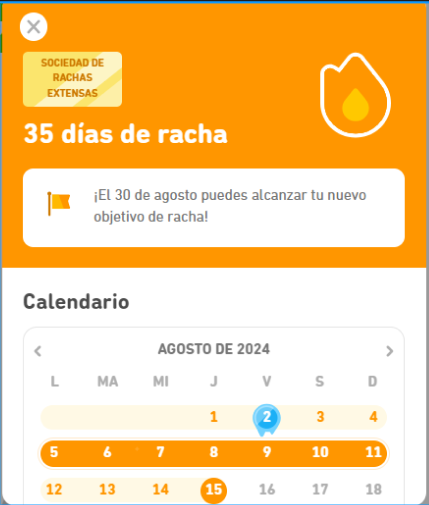 SOCIEDAD DE
RACHAS
EXTENSAS
35 días de racha
¡El 30 de agosto puedes alcanzar tu nuevo
objetivo de racha!
Calendario
AGOSTO DE 2024
L MA MI J V S D
1 2 3 4
5 6 7 8 9 10 11
12 13 14 15 16 17 18